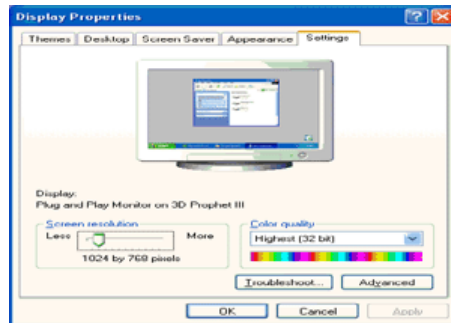 Display Properties
Themes Desktop Screen Saver Appearance Settings
Display:
Plug and Play Monitor on 3D Prophet III
Screen resolution
Less More
1024 by 768 pixels
Color quality
Highest (32 bit)
Troubleshoot... Advanced
OK Cancel Apply